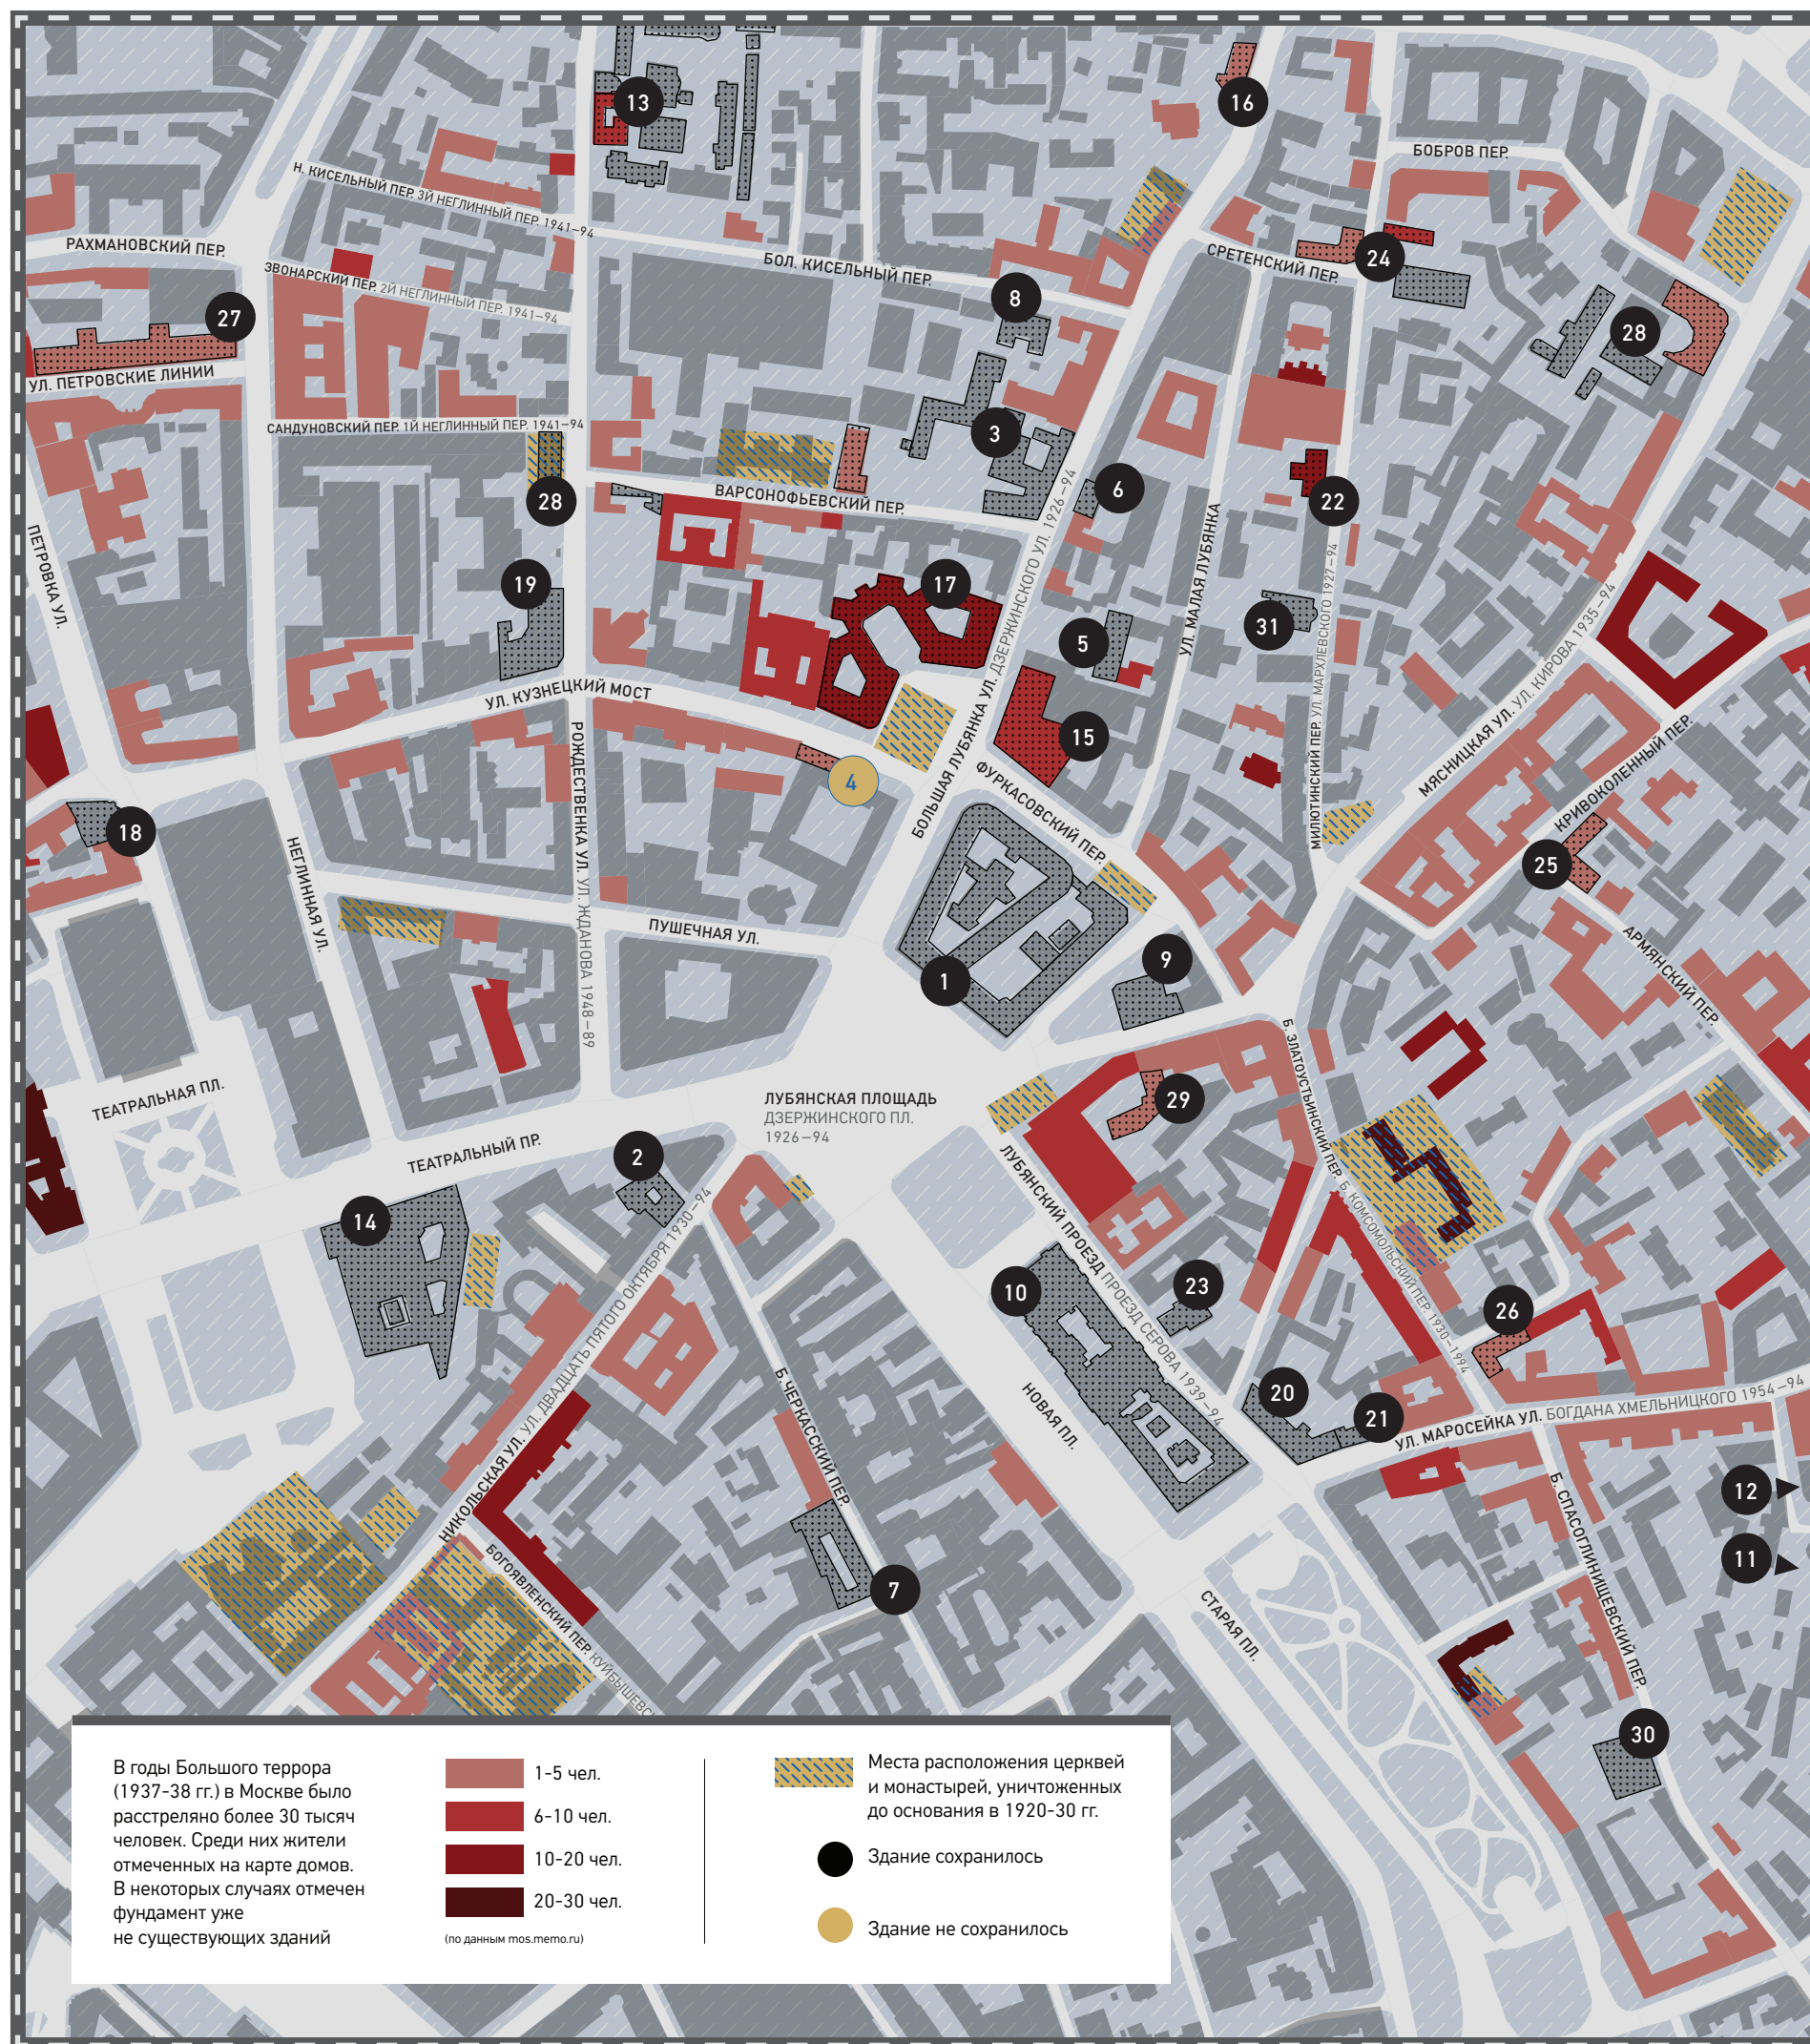 13
16
БОБРОВ ПЕР.
Н. КИСЕЛЬНЫЙ ПЕР. 3Й НЕГЛИННЫЙ ПЕР. 1941–94
РАХМАНОВСКИЙ ПЕР.
ЗВОНАРСКИЙ ПЕР. 2Й НЕГЛИННЫЙ ПЕР. 1941–94
БОЛ. КИСЕЛЬНЫЙ ПЕР.
СРЕТЕНСКИЙ ПЕР.
24
8
27
28
УЛ. ПЕТРОВСКИЕ ЛИНИИ
САНДУНОВСКИЙ ПЕР. 1Й НЕГЛИННЫЙ ПЕР. 1941–94
3
28
ВАРСОНОФЬЕВСКИЙ ПЕР.
6
22
ПЕТРОВКА УЛ.
19
17
УЛ. МАЛАЯ ЛУБЯНКА
5
31
УЛ. КУЗНЕЦКИЙ МОСТ
БОЛЬШАЯ ЛУБЯНКА УЛ. ДЗЕРЖИНСКОГО УЛ. 1926–94
МИЛЮТИНСКИЙ ПЕР. УЛ. МАРХЛЕВСКОГО 1927–94
МЯСНИЦКАЯ УЛ. УЛ. КИРОВА 1935–94
15
4
ФУРКАСОВСКИЙ ПЕР.
КРИВОКОЛЕННЫЙ ПЕР.
18
25
НЕГЛИННАЯ УЛ.
РОЖДЕСТВЕНКА УЛ. УЛ. ЖДАНОВА 1948–89
ПУШЕЧНАЯ УЛ.
АРМЯНСКИЙ ПЕР.
1
9
ТЕАТРАЛЬНАЯ ПЛ.
ЛУБЯНСКАЯ ПЛОЩАДЬ
ДЗЕРЖИНСКОГО ПЛ.
1926–94
29
Б. ЗЛАТОУСТЬИНСКИЙ ПЕР. Б. КОМСОМОЛЬСКИЙ ПЕР. 1930–1994
ТЕАТРАЛЬНЫЙ ПР.
2
14
ЛУБЯНСКИЙ ПРОЕЗД ПРОЕЗД СЕРОВА 1939–94
10
23
26
НИКОЛЬСКАЯ УЛ. УЛ. ДВАДЦАТЬ ПЯТОГО ОКТЯБРЯ 1930–94
Б. ЧЕРКАССКИЙ ПЕР.
НОВАЯ ПЛ.
20
21
УЛ. МАРОСЕЙКА УЛ. БОГДАНА ХМЕЛЬНИЦКОГО 1954–94
12
11
Б. СПАСОГЛИНИЩЕВСКИЙ ПЕР.
7
БОГОЯВЛЕНСКИЙ ПЕР.
СТАРАЯ ПЛ.
30
В годы Большого террора
(1937-38 гг.) в Москве было
расстреляно более 30 тысяч
человек. Среди них жители
отмеченных на карте домов.
В некоторых случаях отмечен
фундамент уже
не существующих зданий
1-5 чел.
6-10 чел.
10-20 чел.
20-30 чел.
(по данным mos.memo.ru)
Места расположения церквей
и монастырей, уничтоженных
до основания в 1920-30 гг.
Здание сохранилось
Здание не сохранилось